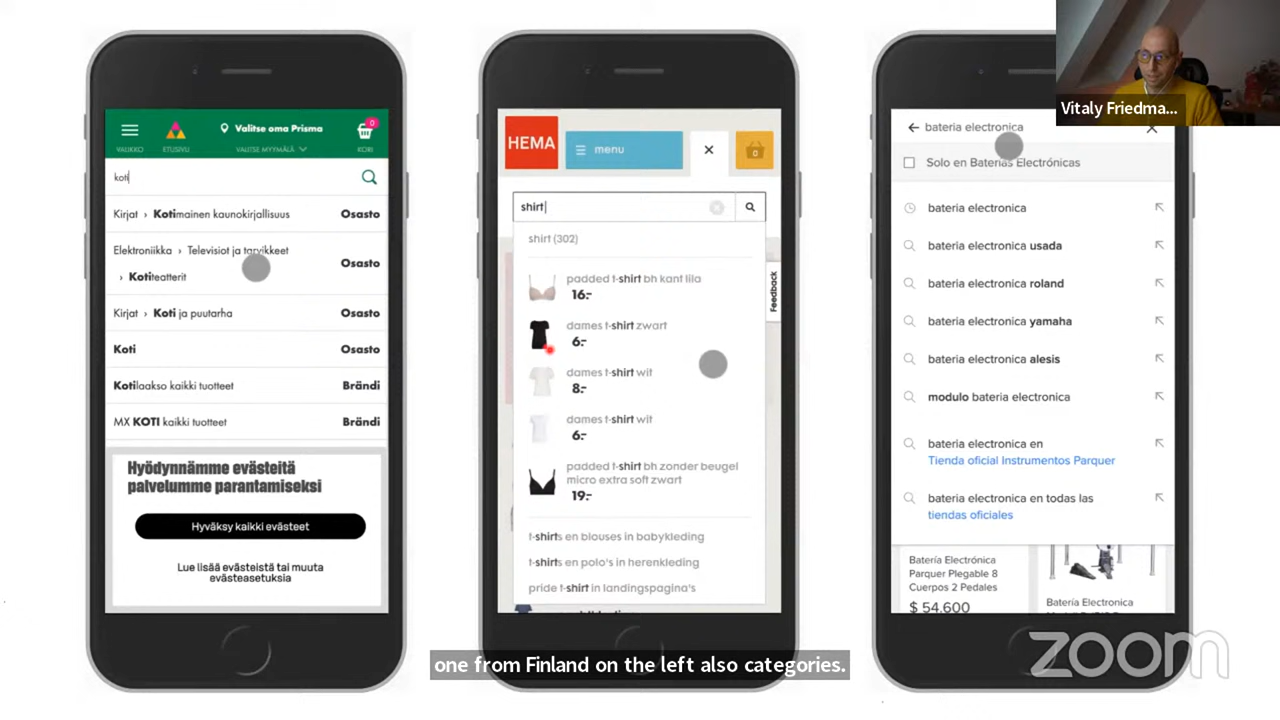 VALIKKO
ETUSIVU
Valitse oma Prisma
VALITSE MYYMÄLÄ
0
KORI
koti
Kirjat › Kotimainen kaunokirjallisuus
Osasto
Elektroniikka › Televisiot ja tarvikkeet
› Kotiteatterit
Osasto
Kirjat › Koti ja puutarha
Osasto
Koti
Osasto
Kotilaakso kaikki tuotteet
Brändi
MX KOTI kaikki tuotteet
Brändi
Hyödynnämme evästeitä
palvelumme parantamiseksi
Hyväksy kaikki evästeet
Lue lisää evästeistä tai muuta
evästeasetuksia
HEMA
menu
0
shirt
shirt (302)
padded t-shirt bh kant lila
16.-
dames t-shirt zwart
6.-
dames t-shirt wit
8.-
dames t-shirt wit
6.-
padded t-shirt bh zonder beugel
micro extra soft zwart
19.-
t-shirts en blouses in babykleding
t-shirts en polo's in herenkleding
pride t-shirt in landingspagina's
Feedback
bateria electronica
Solo en Baterías Electrónicas
bateria electronica
bateria electronica usada
bateria electronica roland
bateria electronica yamaha
bateria electronica alesis
modulo bateria electronica
bateria electronica en
Tienda oficial Instrumentos Parquer
bateria electronica en todas las
tiendas oficiales
Batería Electrónica
Parquer Plegable 8
Cuerpos 2 Pedales
$ 54.600
Batería Electronica
Vitaly Friedma...
one from Finland on the left also categories.
zoom